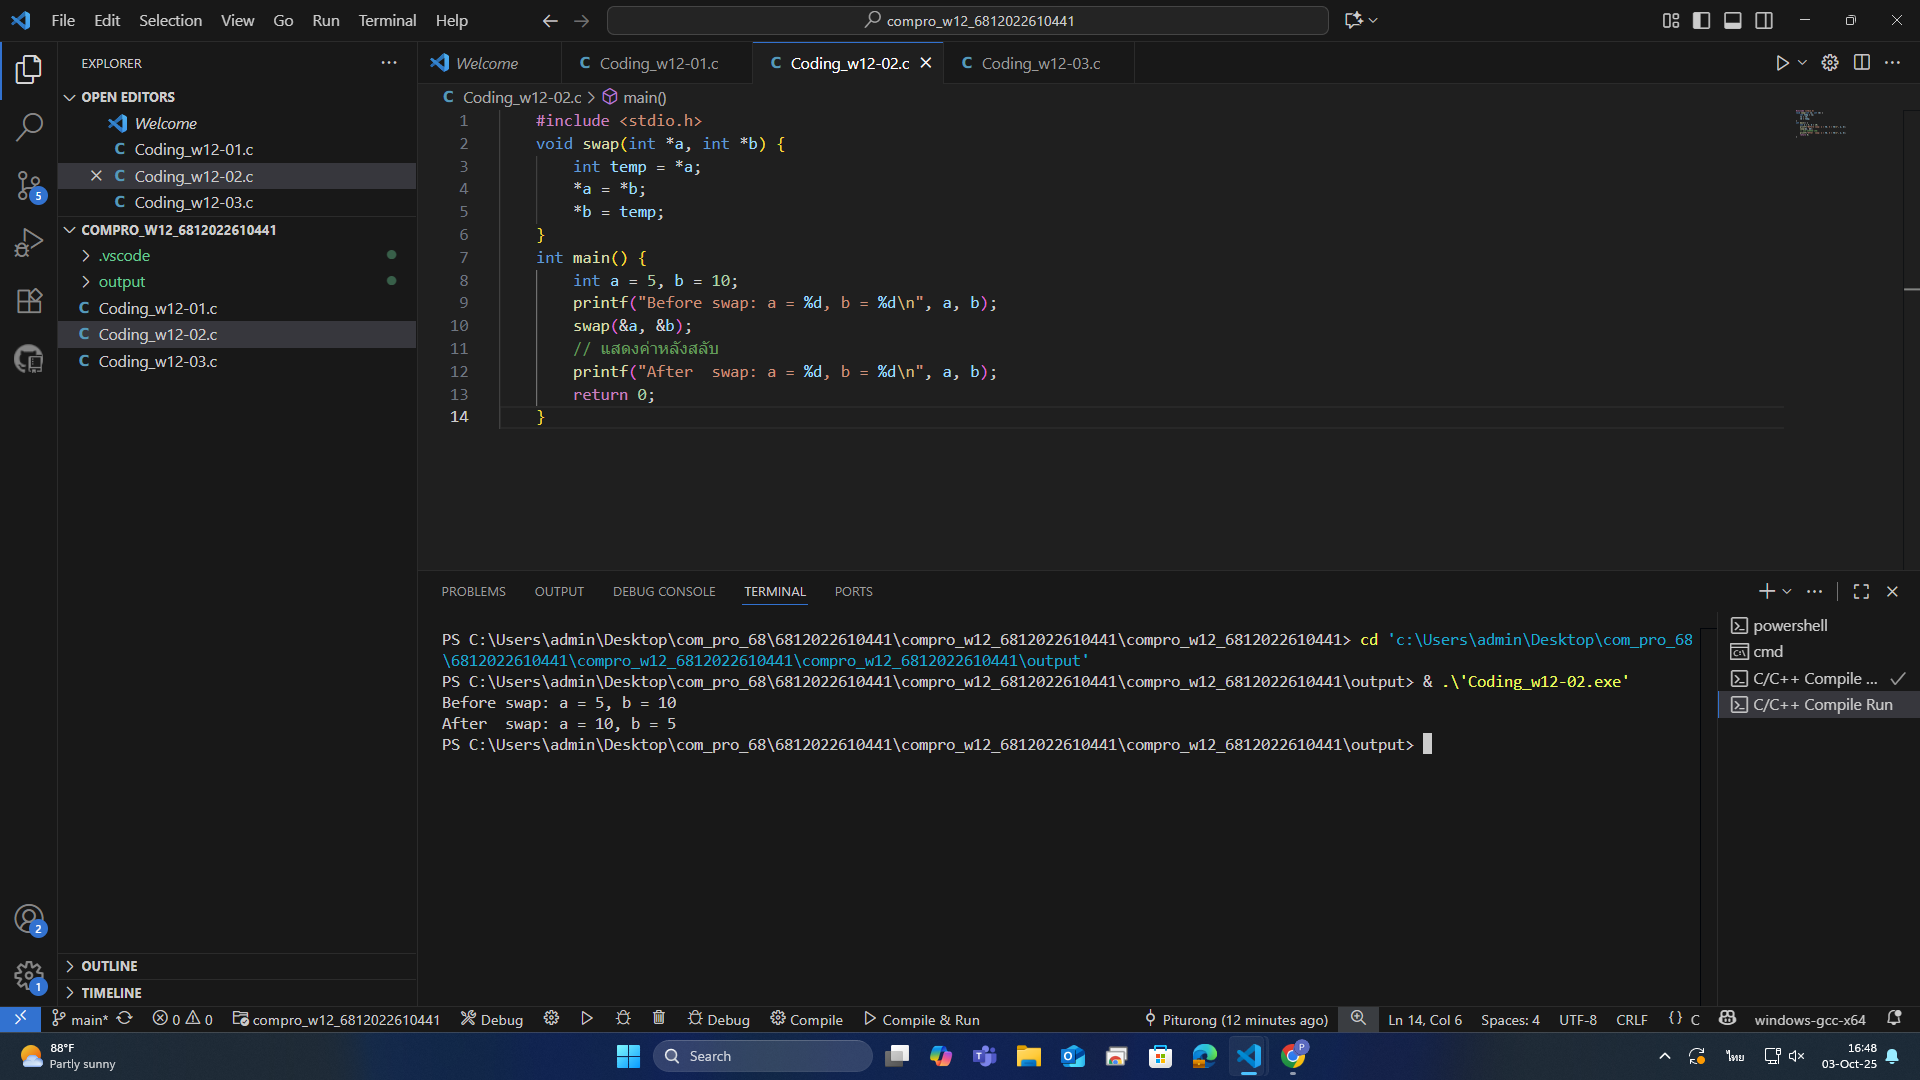 File Edit Selection View Go Run Terminal Help
compro_w12_6812022610441
EXPLORER
OPEN EDITORS
Welcome
C Coding_w12-01.c
C Coding_w12-02.c
C Coding_w12-03.c
COMPRO_W12_6812022610441
.vscode
output
C Coding_w12-01.c
C Coding_w12-02.c
C Coding_w12-03.c
OUTLINE
TIMELINE
5
2
1
Welcome
C Coding_w12-01.c
C Coding_w12-02.c
C Coding_w12-03.c
C Coding_w12-02.c > main()
1 #include <stdio.h>
2 void swap(int *a, int *b) {
3 int temp = *a;
4 *a = *b;
5 *b = temp;
6 }
7 int main() {
8 int a = 5, b = 10;
9 printf("Before swap: a = %d, b = %d\n", a, b);
10 swap(&a, &b);
11 // แสดงค่าหลังสลับ
12 printf("After  swap: a = %d, b = %d\n", a, b);
13 return 0;
14 }
PROBLEMS OUTPUT DEBUG CONSOLE TERMINAL PORTS
PS C:\Users\admin\Desktop\com_pro_68\6812022610441\compro_w12_6812022610441\compro_w12_6812022610441> cd 'c:\Users\admin\Desktop\com_pro_68
\6812022610441\compro_w12_6812022610441\compro_w12_6812022610441\output'
PS C:\Users\admin\Desktop\com_pro_68\6812022610441\compro_w12_6812022610441\compro_w12_6812022610441\output> & .\'Coding_w12-02.exe'
Before swap: a = 5, b = 10
After  swap: a = 10, b = 5
PS C:\Users\admin\Desktop\com_pro_68\6812022610441\compro_w12_6812022610441\compro_w12_6812022610441\output>
powershell
cmd
C/C++ Compile ...
C/C++ Compile Run
main* 0 0 compro_w12_6812022610441 Debug Debug Compile Compile & Run Piturong (12 minutes ago) Ln 14, Col 6 Spaces: 4 UTF-8 CRLF {} C windows-gcc-x64
88°F
Partly sunny
Search
P
ไทย
16:48
03-Oct-25